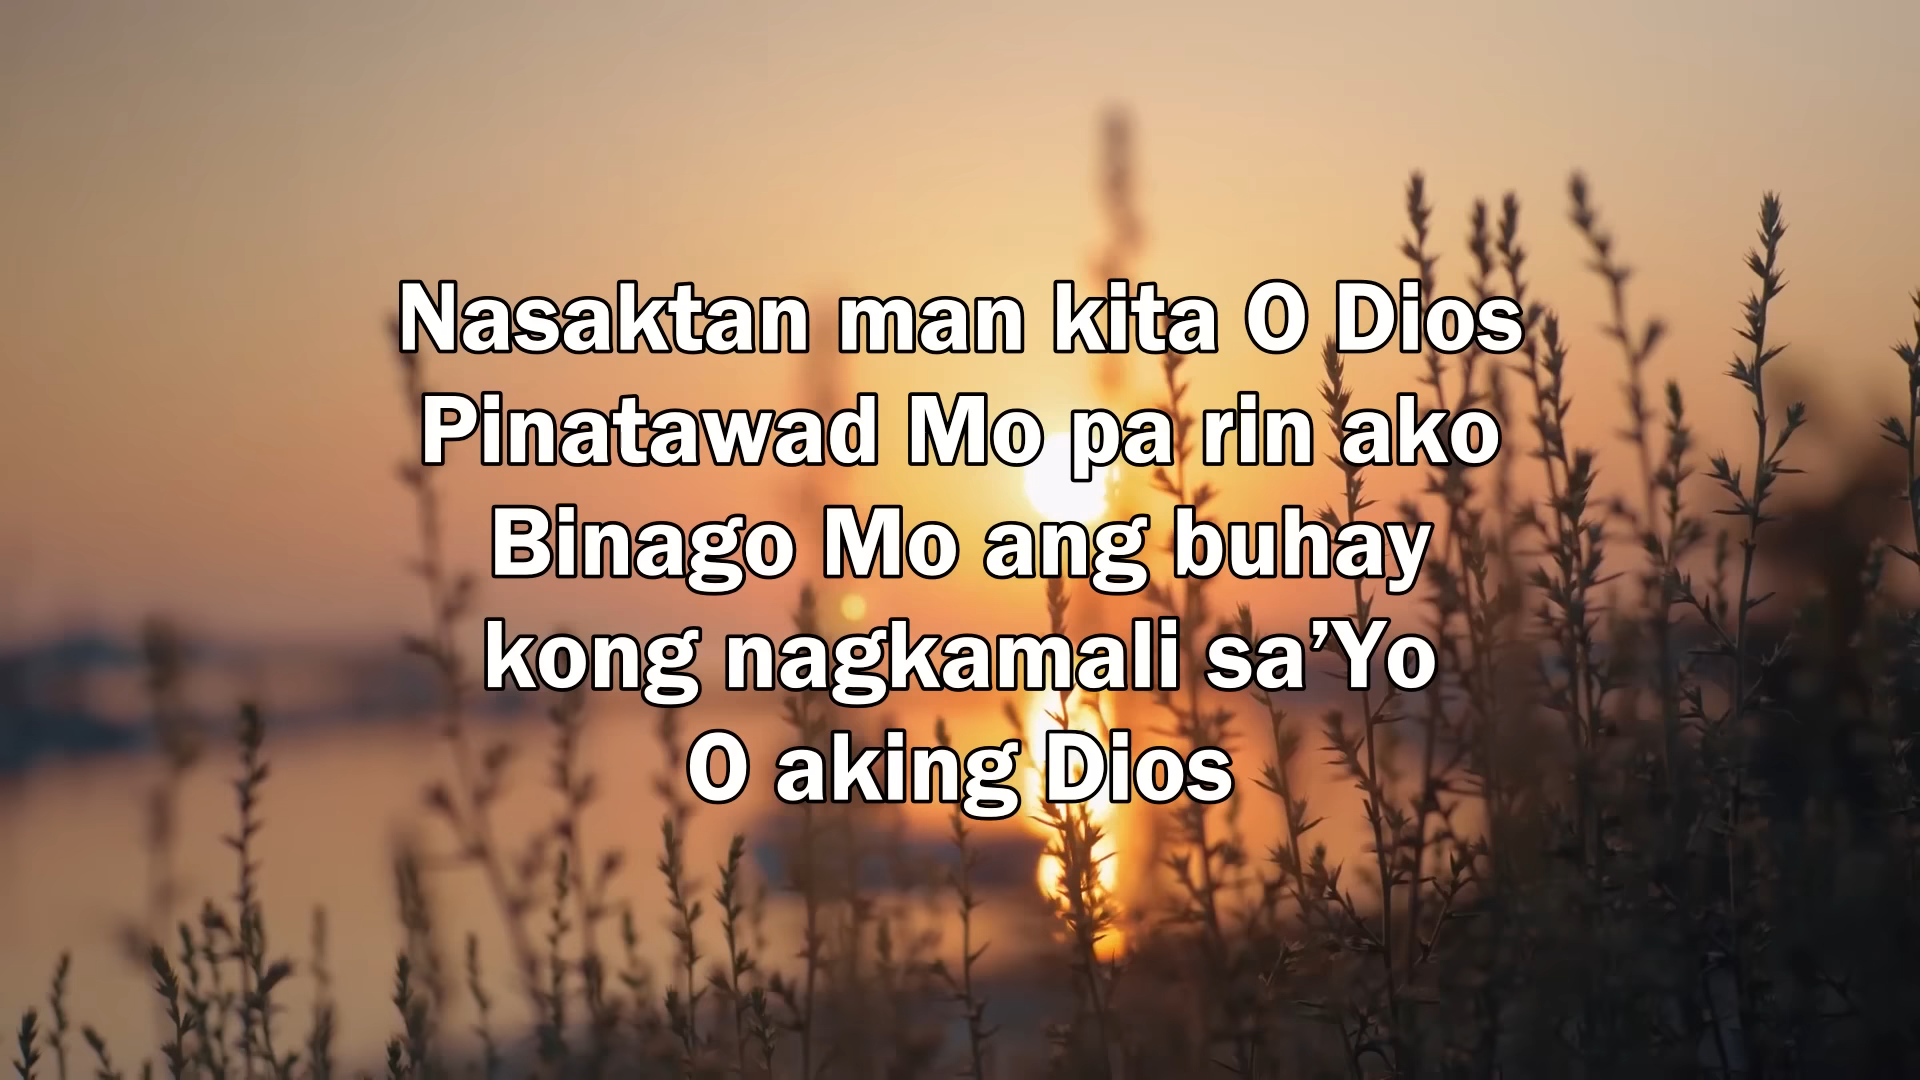 Nasaktan man kita O Dios
Pinatawad Mo pa rin ako
Binago Mo ang buhay
kong nagkamali sa’Yo
O aking Dios